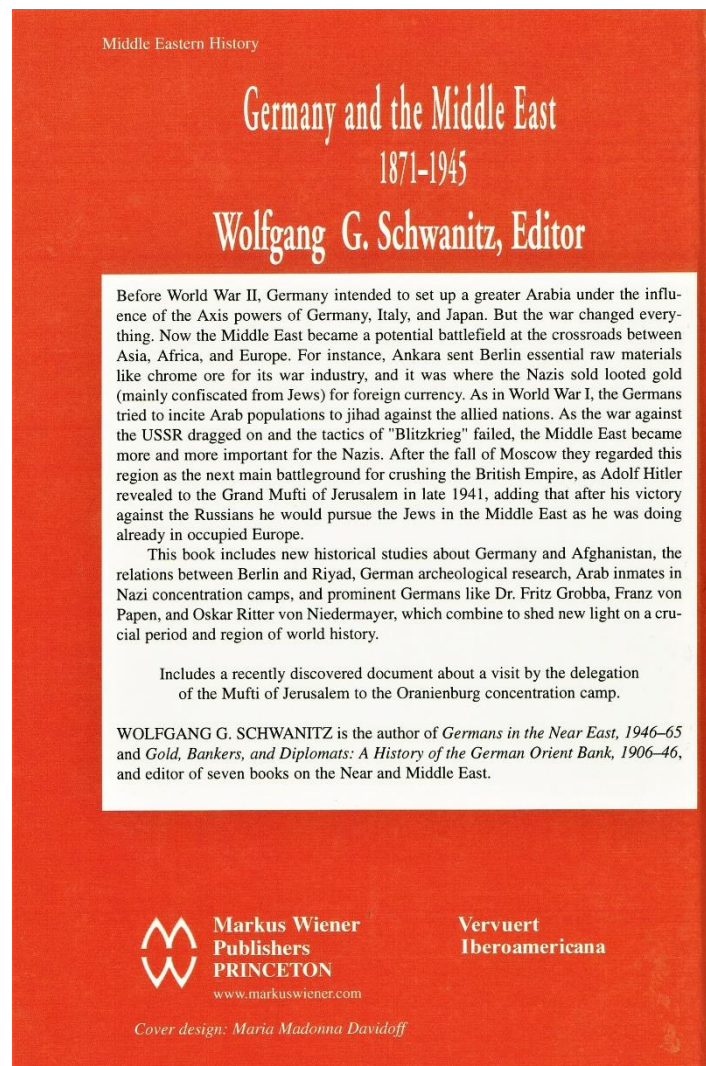 Middle Eastern History
Germany and the Middle East
1871–1945
Wolfgang G. Schwanitz, Editor
Before World War II, Germany intended to set up a greater Arabia under the influ-
ence of the Axis powers of Germany, Italy, and Japan. But the war changed every-
thing. Now the Middle East became a potential battlefield at the crossroads between
Asia, Africa, and Europe. For instance, Ankara sent Berlin essential raw materials
like chrome ore for its war industry, and it was where the Nazis sold looted gold
(mainly confiscated from Jews) for foreign currency. As in World War I, the Germans
tried to incite Arab populations to jihad against the allied nations. As the war against
the USSR dragged on and the tactics of "Blitzkrieg" failed, the Middle East became
more and more important for the Nazis. After the fall of Moscow they regarded this
region as the next main battleground for crushing the British Empire, as Adolf Hitler
revealed to the Grand Mufti of Jerusalem in late 1941, adding that after his victory
against the Russians he would pursue the Jews in the Middle East as he was doing
already in occupied Europe.
This book includes new historical studies about Germany and Afghanistan, the
relations between Berlin and Riyad, German archeological research, Arab inmates in
Nazi concentration camps, and prominent Germans like Dr. Fritz Grobba, Franz von
Papen, and Oskar Ritter von Niedermayer, which combine to shed new light on a cru-
cial period and region of world history.
Includes a recently discovered document about a visit by the delegation
of the Mufti of Jerusalem to the Oranienburg concentration camp.
WOLFGANG G. SCHWANITZ is the author of Germans in the Near East, 1946–65
and Gold, Bankers, and Diplomats: A History of the German Orient Bank, 1906–46,
and editor of seven books on the Near and Middle East.
Markus Wiener
Publishers
PRINCETON
www.markuswiener.com
Vervuert
Iberoamericana
Cover design: Maria Madonna Davidoff